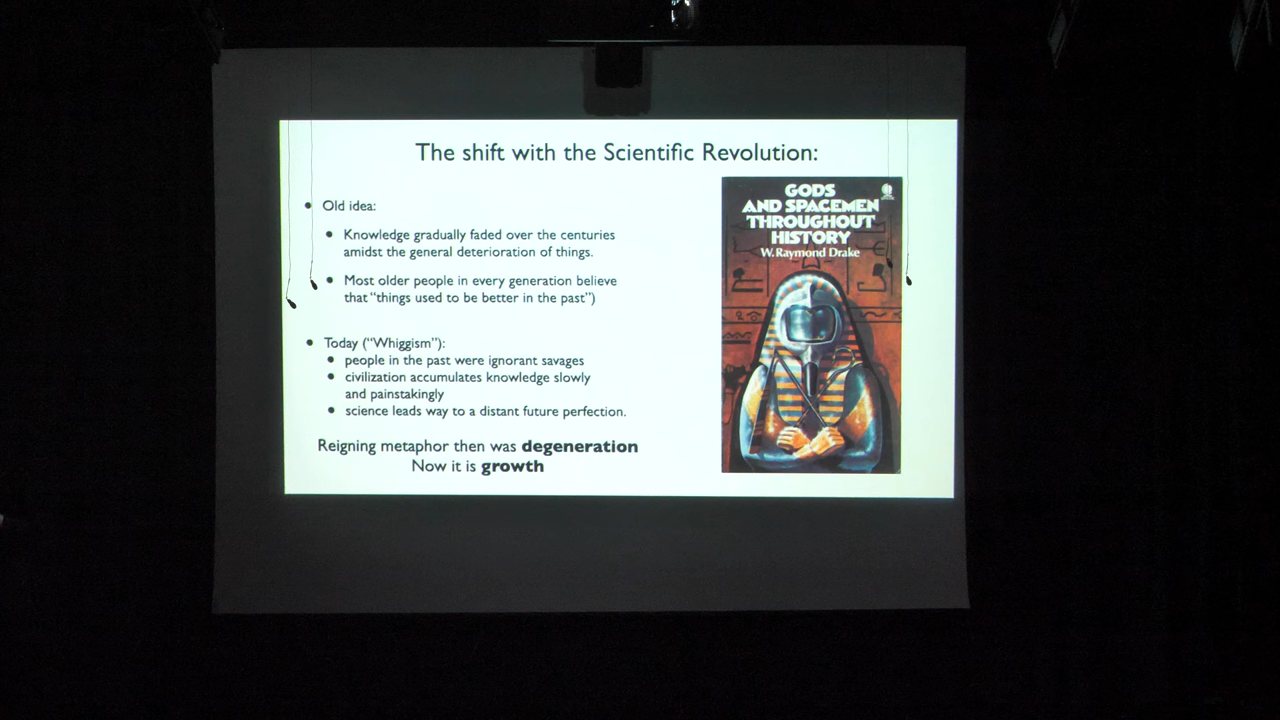 The shift with the Scientific Revolution:
Old idea:
Knowledge gradually faded over the centuries
amidst the general deterioration of things.
Most older people in every generation believe
that “things used to be better in the past”)
Today (“Whiggism”):
people in the past were ignorant savages
civilization accumulates knowledge slowly
and painstakingly
science leads way to a distant future perfection.
Reigning metaphor then was degeneration
Now it is growth
GODS
AND SPACEMEN
THROUGHOUT
HISTORY
W. Raymond Drake